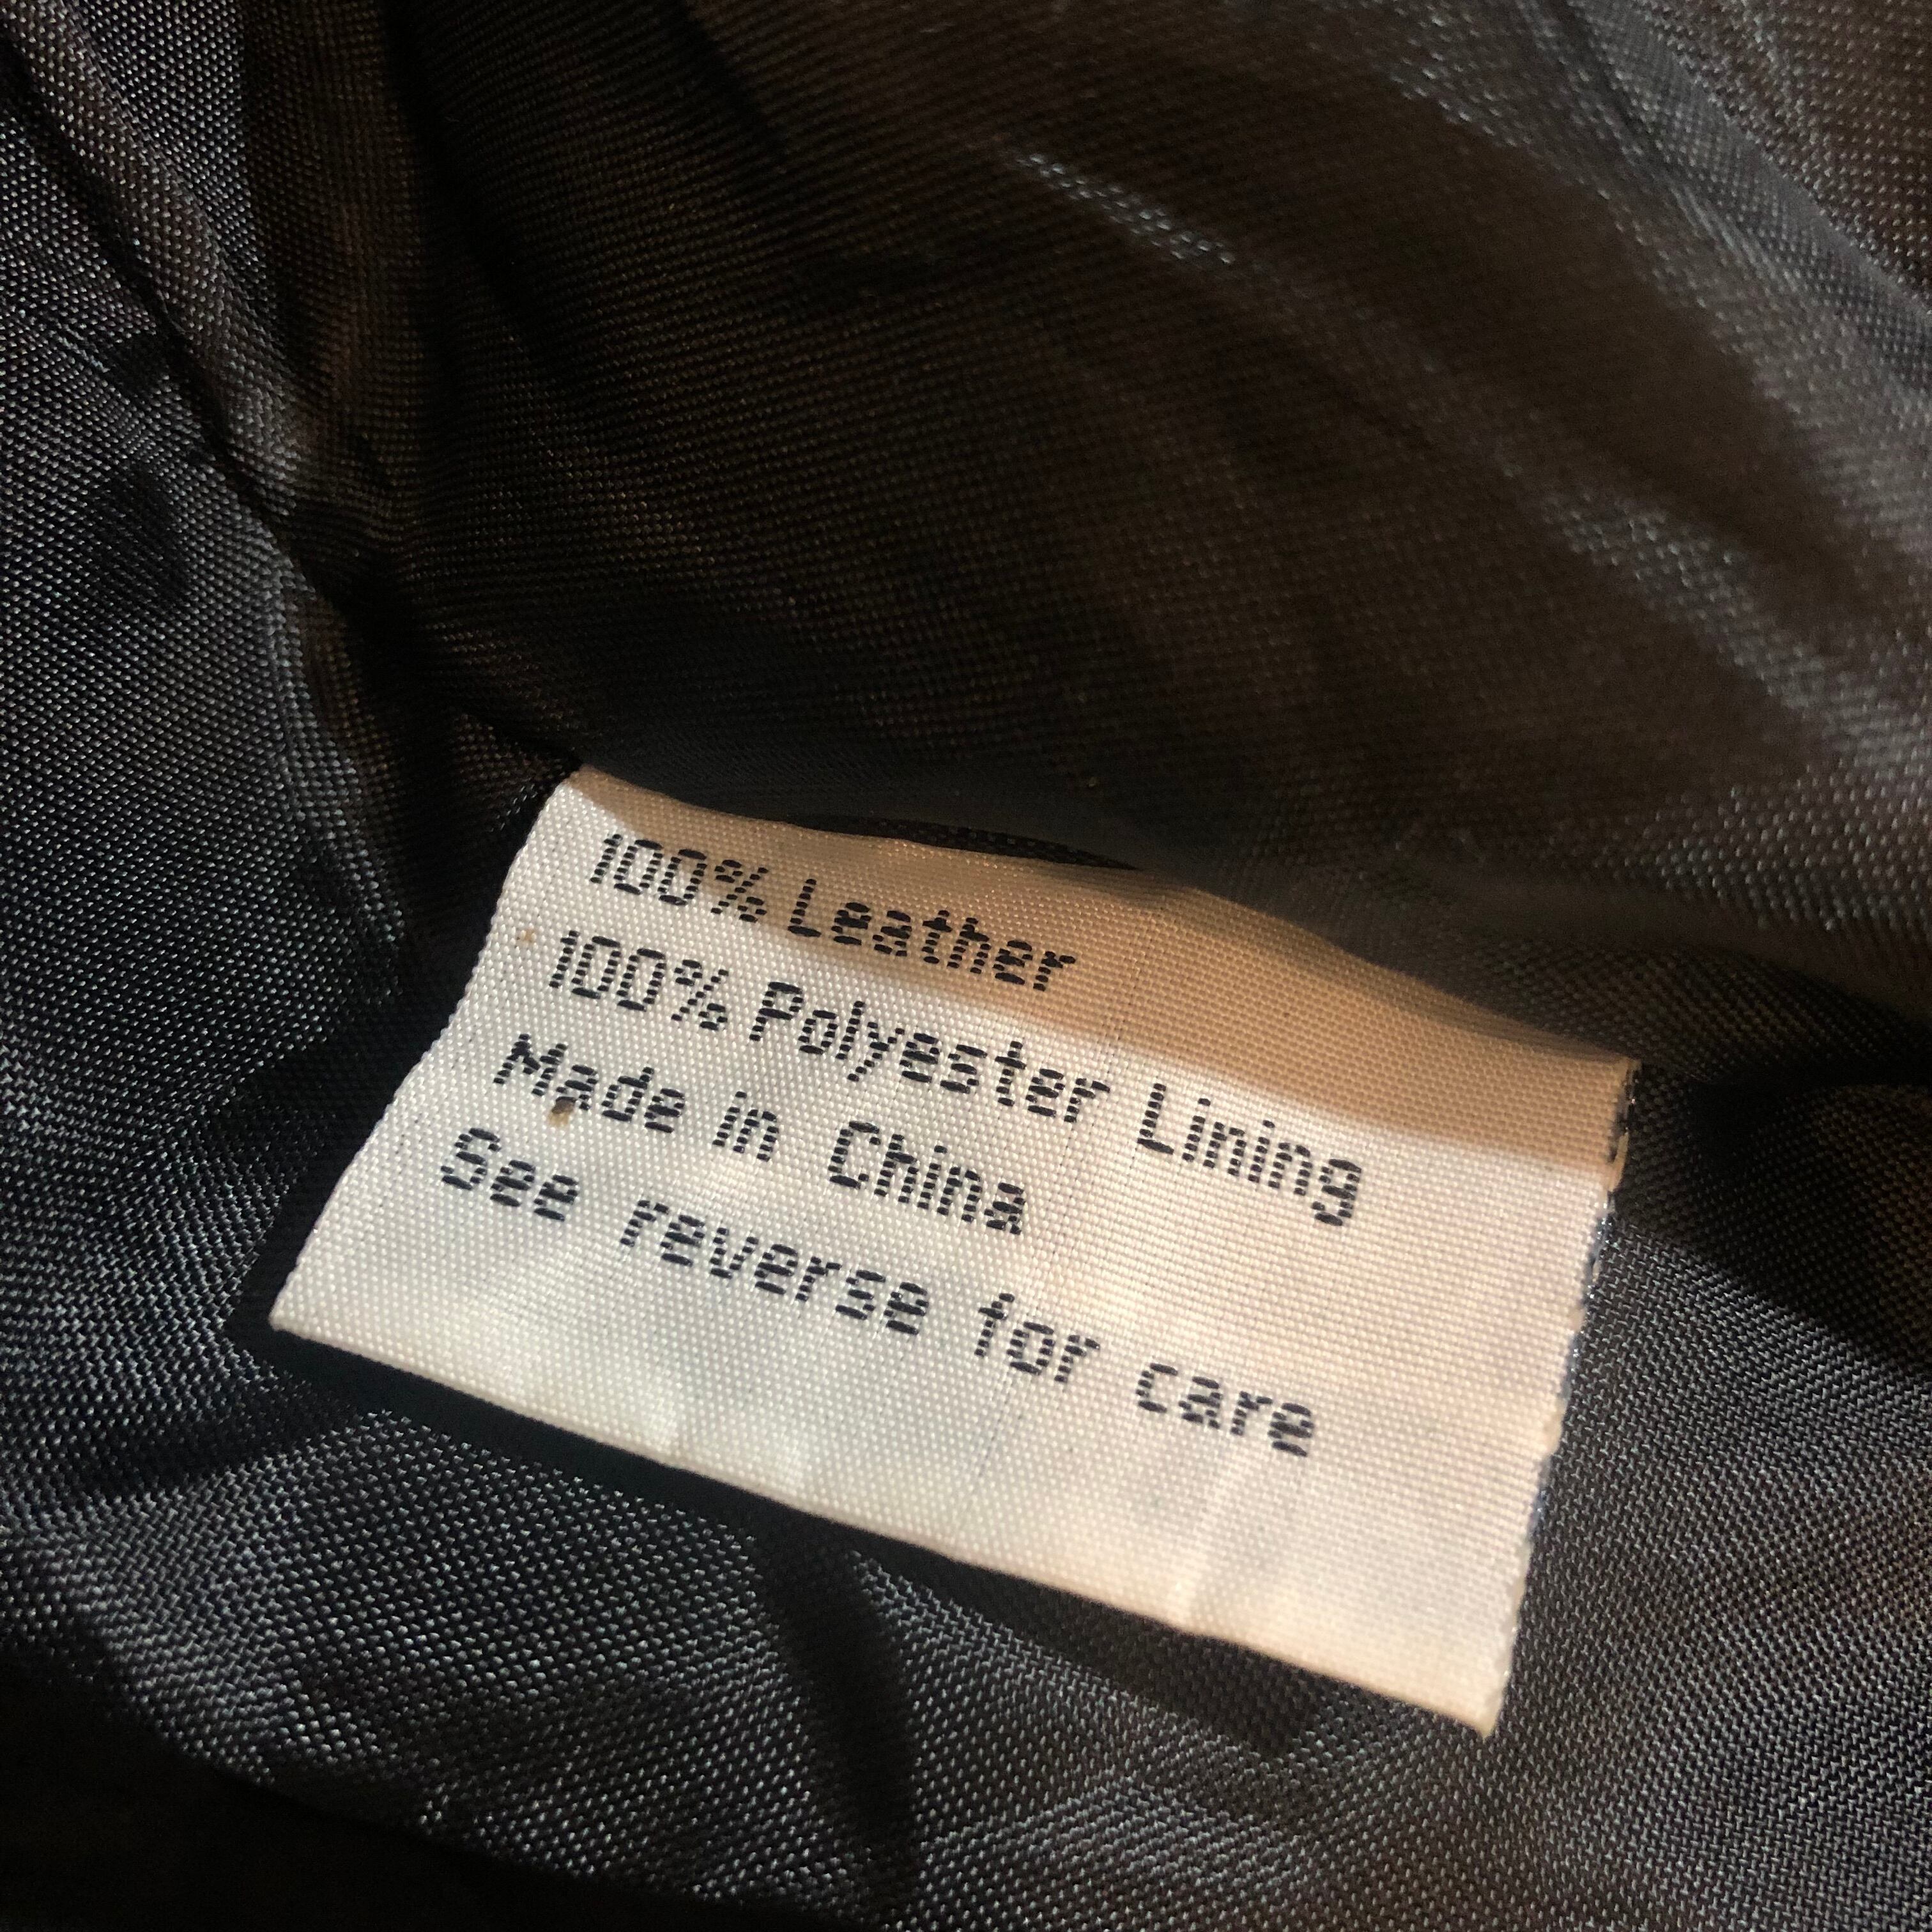 100% Leather
100% Polyester Lining
Made in China
See reverse for care